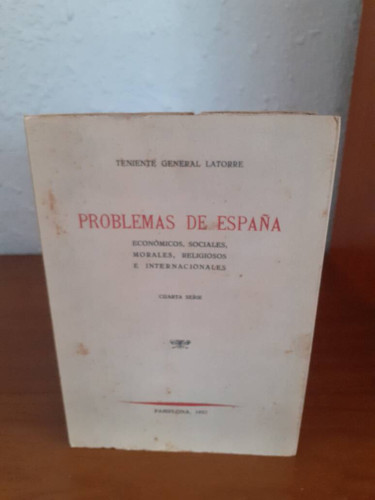 TENIENTE GENERAL LATORRE
PROBLEMAS DE ESPAÑA
ECONÓMICOS, SOCIALES,
MORALES, RELIGIOSOS
E INTERNACIONALES
CUARTA SERIE
PAMPLONA,